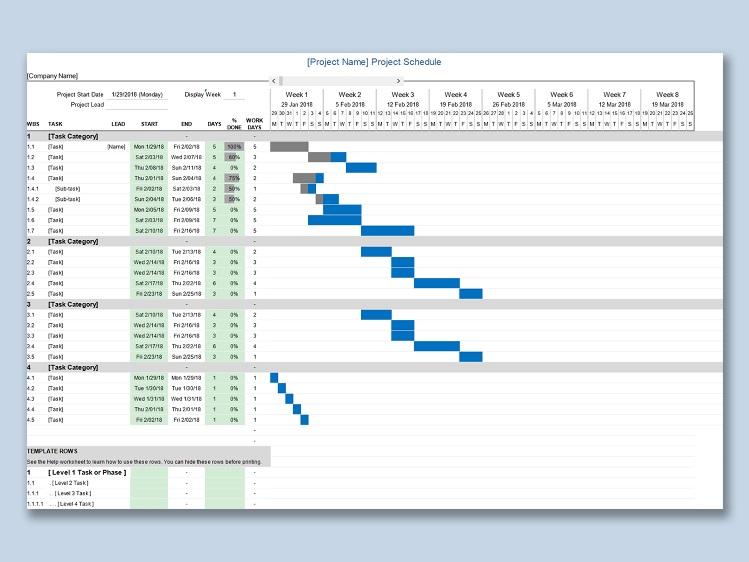 [Project Name] Project Schedule
[Company Name]
< >
Project Start Date 1/29/2018 (Monday) Display Week 1 Week 1 Week 2 Week 3 Week 4 Week 5 Week 6 Week 7 Week 8
Project Lead 29 Jan 2018 5 Feb 2018 12 Feb 2018 19 Feb 2018 26 Feb 2018 5 Mar 2018 12 Mar 2018 19 Mar 2018
29 30 31 1 2 3 4 5 6 7 8 9 10 11 12 13 14 15 16 17 18 19 20 21 22 23 24 25 26 27 28 1 2 3 4 5 6 7 8 9 10 11 12 13 14 15 16 17 18 19 20 21 22 23 24 25
WBS TASK LEAD START END DAYS % DONE WORK DAYS M T W T F S S M T W T F S S M T W T F S S M T W T F S S M T W T F S S M T W T F S S M T W T F S S M T W T F S S
1 [Task Category] -
1.1 [Task] [Name] Mon 1/29/18 Fri 2/02/18 5 100% 5
1.2 [Task] Sat 2/03/18 Wed 2/07/18 5 60% 3
1.3 [Task] Thu 2/08/18 Sun 2/11/18 4 0% 2
1.4 [Task] Thu 2/01/18 Sun 2/04/18 4 75% 2
1.4.1 [Sub-task] Fri 2/02/18 Sat 2/03/18 2 50% 1
1.4.2 [Sub-task] Sun 2/04/18 Tue 2/06/18 3 50% 2
1.5 [Task] Mon 2/05/18 Fri 2/09/18 5 0% 5
1.6 [Task] Sat 2/03/18 Fri 2/09/18 7 0% 5
1.7 [Task] Sat 2/10/18 Fri 2/16/18 7 0% 5
2 [Task Category] - -
2.1 [Task] Sat 2/10/18 Tue 2/13/18 4 0% 2
2.2 [Task] Wed 2/14/18 Fri 2/16/18 3 0% 3
2.3 [Task] Wed 2/14/18 Fri 2/16/18 3 0% 3
2.4 [Task] Sat 2/17/18 Thu 2/22/18 6 0% 4
2.5 [Task] Fri 2/23/18 Sun 2/25/18 3 0% 1
3 [Task Category] - -
3.1 [Task] Sat 2/10/18 Tue 2/13/18 4 0% 2
3.2 [Task] Wed 2/14/18 Fri 2/16/18 3 0% 3
3.3 [Task] Wed 2/14/18 Fri 2/16/18 3 0% 3
3.4 [Task] Sat 2/17/18 Thu 2/22/18 6 0% 4
3.5 [Task] Fri 2/23/18 Sun 2/25/18 3 0% 1
4 [Task Category] - -
4.1 [Task] Mon 1/29/18 Mon 1/29/18 1 0% 1
4.2 [Task] Tue 1/30/18 Tue 1/30/18 1 0% 1
4.3 [Task] Wed 1/31/18 Wed 1/31/18 1 0% 1
4.4 [Task] Thu 2/01/18 Thu 2/01/18 1 0% 1
4.5 [Task] Fri 2/02/18 Fri 2/02/18 1 0% 1
-
-
TEMPLATE ROWS
See the Help worksheet to learn how to use these rows. You can hide these rows before printing.
1 [ Level 1 Task or Phase ] - -
1.1 . [ Level 2 Task ] - -
1.1.1 . . [ Level 3 Task ] - -
1.1.1.1 . . . [ Level 4 Task ] - -